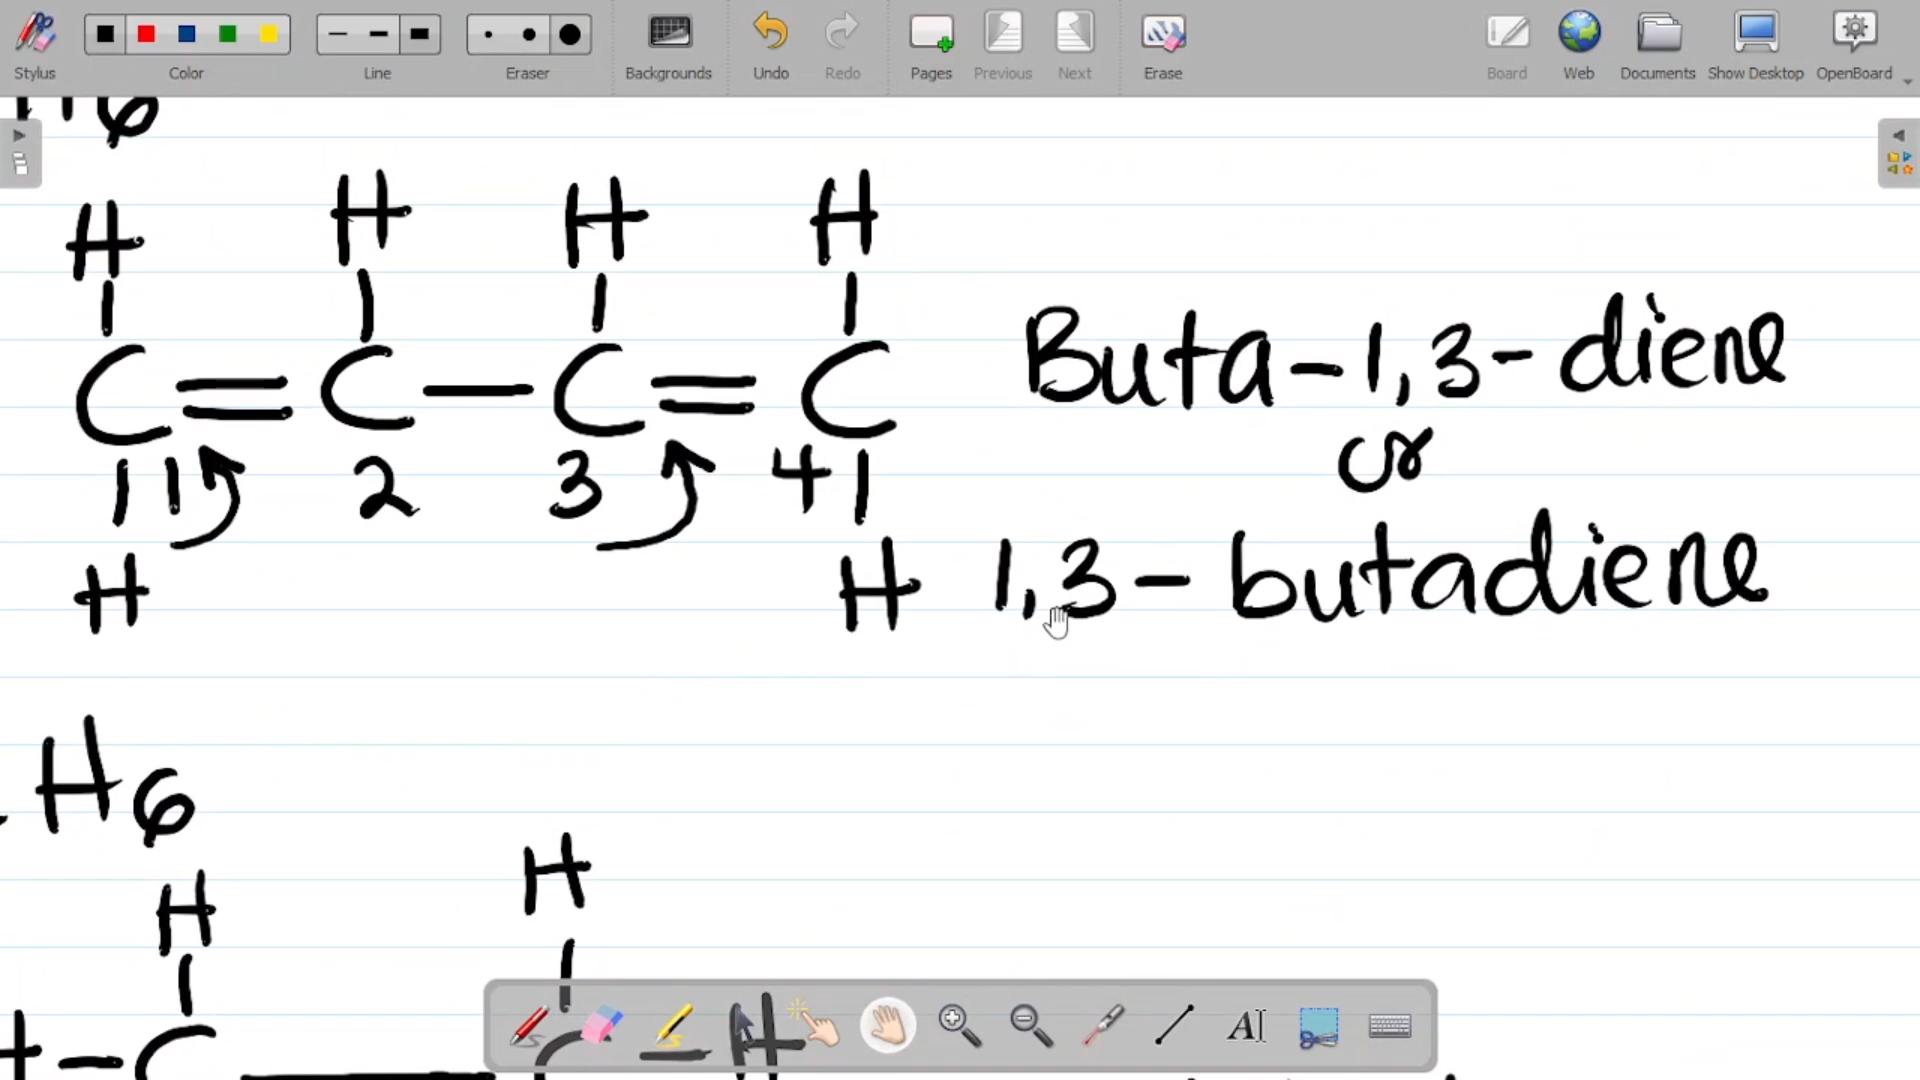 Stylus Color Line Eraser Backgrounds Undo Redo Pages Previous Next Erase Board Web Documents Show Desktop OpenBoard
H6
H H H H
C = C — C = C
1 2 3 4
H H
Buta-1,3-diene
or
1,3-butadiene
H6
H H
H - C C H